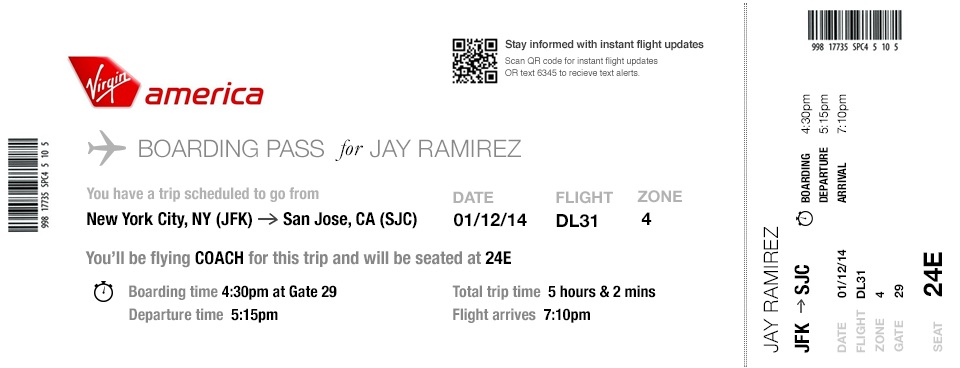 Stay informed with instant flight updates
Scan QR code for instant flight updates
OR text 6345 to recieve text alerts.
Virgin america
BOARDING PASS for JAY RAMIREZ
You have a trip scheduled to go from
New York City, NY (JFK) → San Jose, CA (SJC)
DATE FLIGHT ZONE
01/12/14 DL31 4
You'll be flying COACH for this trip and will be seated at 24E
Boarding time 4:30pm at Gate 29
Departure time 5:15pm
Total trip time 5 hours & 2 mins
Flight arrives 7:10pm
998 17735 SPC4 5 10 5
998 17735 SPC4 5 10 5
JAY RAMIREZ
JFK → SJC
BOARDING 4:30pm
DEPARTURE 5:15pm
ARRIVAL 7:10pm
DATE 01/12/14
FLIGHT DL31
ZONE 4
GATE 29
SEAT 24E